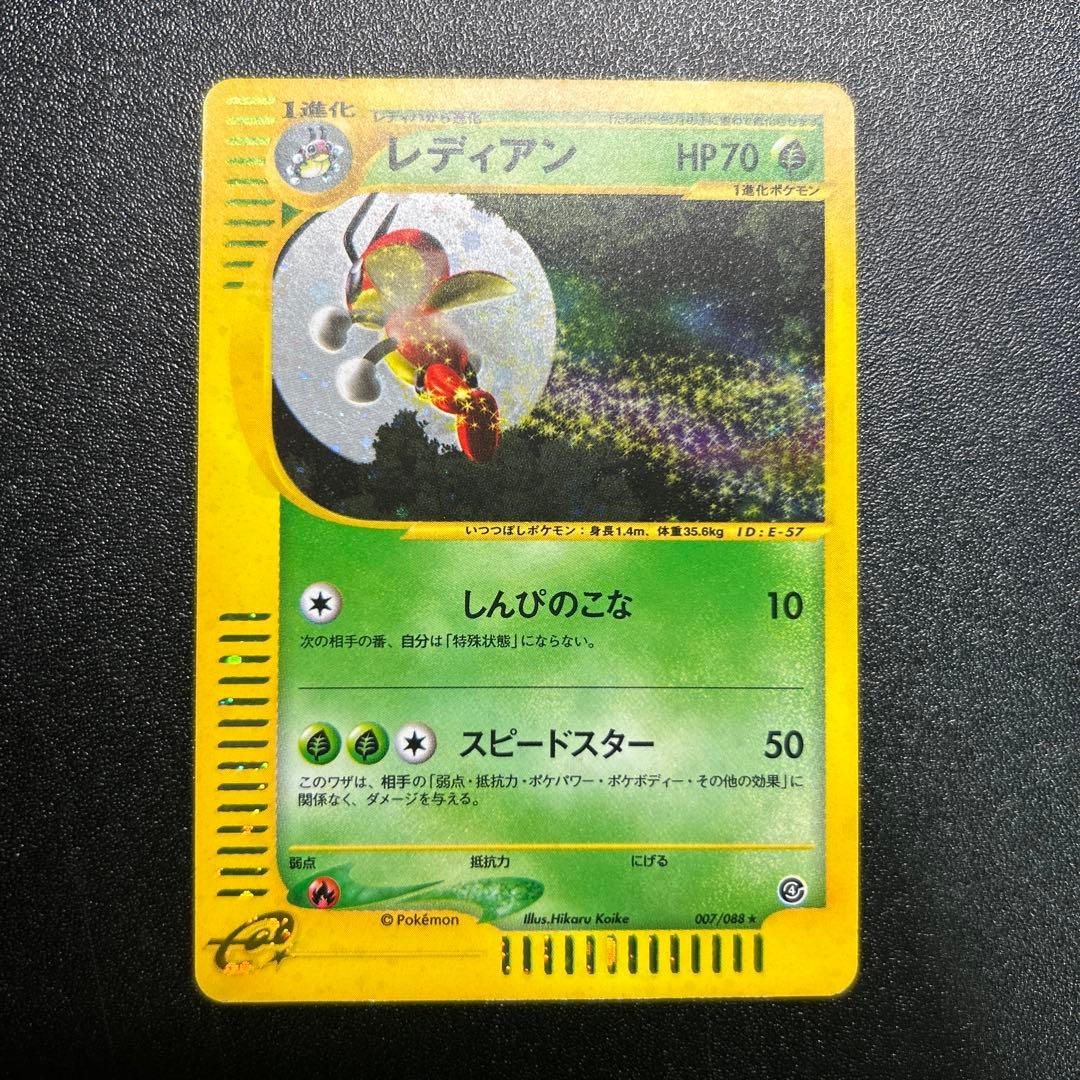 1進化
レディバから進化
レディアン HP70
1進化ポケモン
いつつぼしポケモン：身長1.4m、体重35.6kg ID：E-57
しんぴのこな 10
次の相手の番、自分は「特殊状態」にならない。
スピードスター 50
このワザは、相手の「弱点・抵抗力・ポケパワー・ポケボディー・その他の効果」に
関係なく、ダメージを与える。
弱点 抵抗力 にげる
4
© Pokémon Illus.Hikaru Koike 007/088 ★